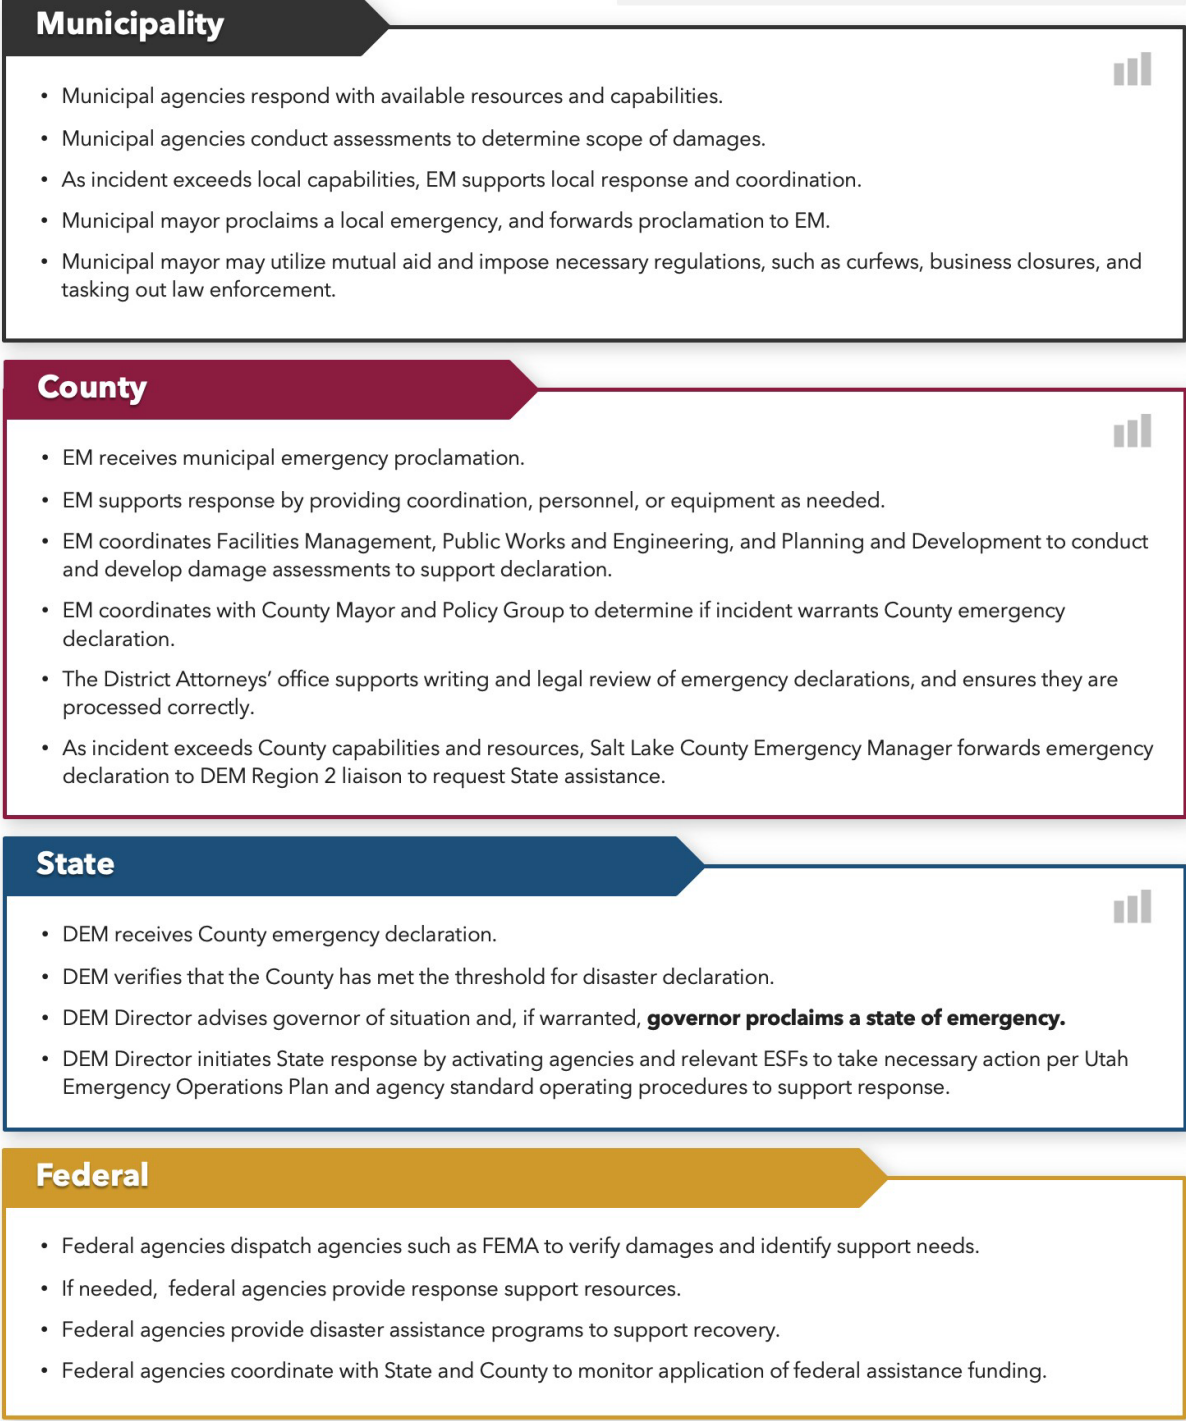 Municipality
• Municipal agencies respond with available resources and capabilities.
• Municipal agencies conduct assessments to determine scope of damages.
• As incident exceeds local capabilities, EM supports local response and coordination.
• Municipal mayor proclaims a local emergency, and forwards proclamation to EM.
• Municipal mayor may utilize mutual aid and impose necessary regulations, such as curfews, business closures, and
tasking out law enforcement.
County
• EM receives municipal emergency proclamation.
• EM supports response by providing coordination, personnel, or equipment as needed.
• EM coordinates Facilities Management, Public Works and Engineering, and Planning and Development to conduct
and develop damage assessments to support declaration.
• EM coordinates with County Mayor and Policy Group to determine if incident warrants County emergency
declaration.
• The District Attorneys’ office supports writing and legal review of emergency declarations, and ensures they are
processed correctly.
• As incident exceeds County capabilities and resources, Salt Lake County Emergency Manager forwards emergency
declaration to DEM Region 2 liaison to request State assistance.
State
• DEM receives County emergency declaration.
• DEM verifies that the County has met the threshold for disaster declaration.
• DEM Director advises governor of situation and, if warranted, governor proclaims a state of emergency.
• DEM Director initiates State response by activating agencies and relevant ESFs to take necessary action per Utah
Emergency Operations Plan and agency standard operating procedures to support response.
Federal
• Federal agencies dispatch agencies such as FEMA to verify damages and identify support needs.
• If needed, federal agencies provide response support resources.
• Federal agencies provide disaster assistance programs to support recovery.
• Federal agencies coordinate with State and County to monitor application of federal assistance funding.